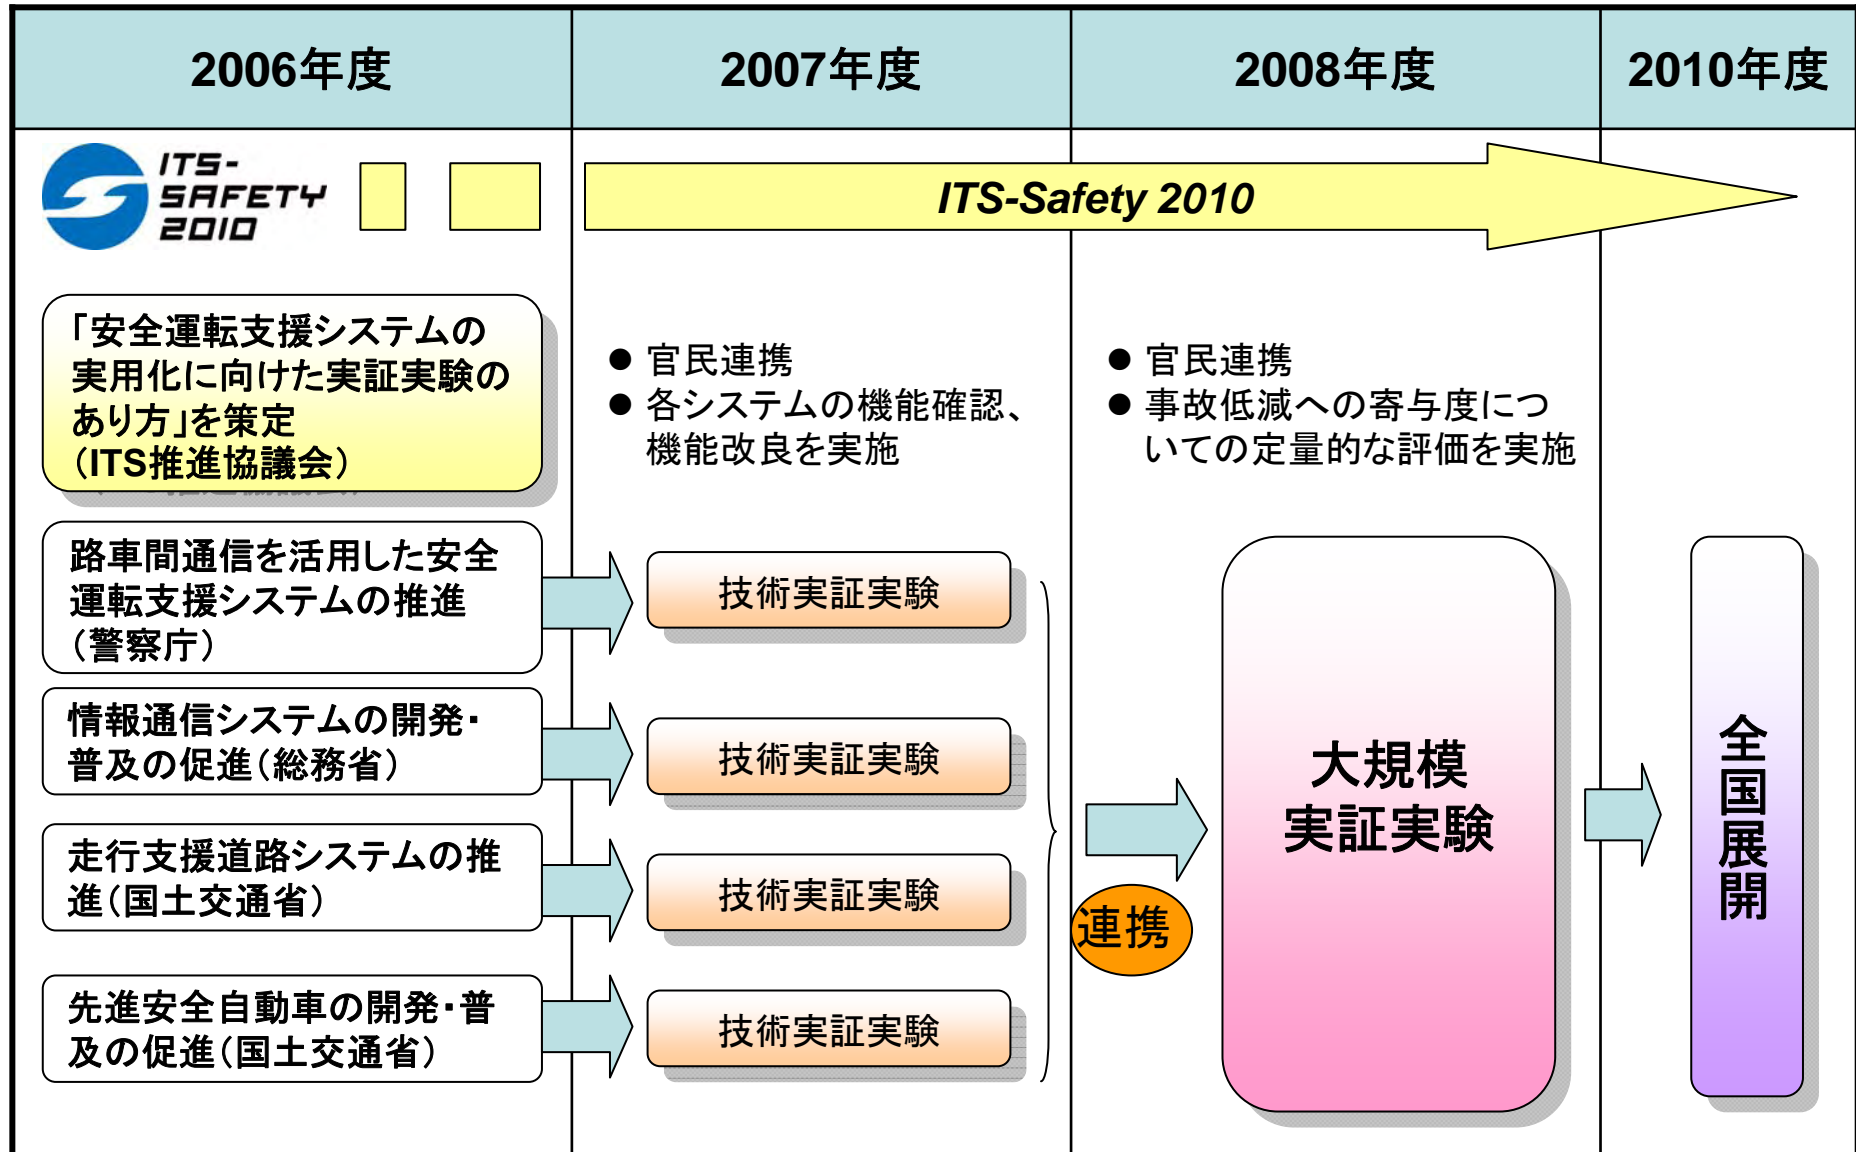 2006年度
2007年度
2008年度
2010年度
ITS-
SAFETY
2010
ITS-Safety 2010
「安全運転支援システムの
実用化に向けた実証実験の
あり方」を策定
（ITS推進協議会）
● 官民連携
● 各システムの機能確認、
機能改良を実施
● 官民連携
● 事故低減への寄与度につ
いての定量的な評価を実施
路車間通信を活用した安全
運転支援システムの推進
（警察庁）
技術実証実験
情報通信システムの開発・
普及の促進（総務省）
技術実証実験
走行支援道路システムの推
進（国土交通省）
技術実証実験
先進安全自動車の開発・普
及の促進（国土交通省）
技術実証実験
連携
大規模
実証実験
全国展開